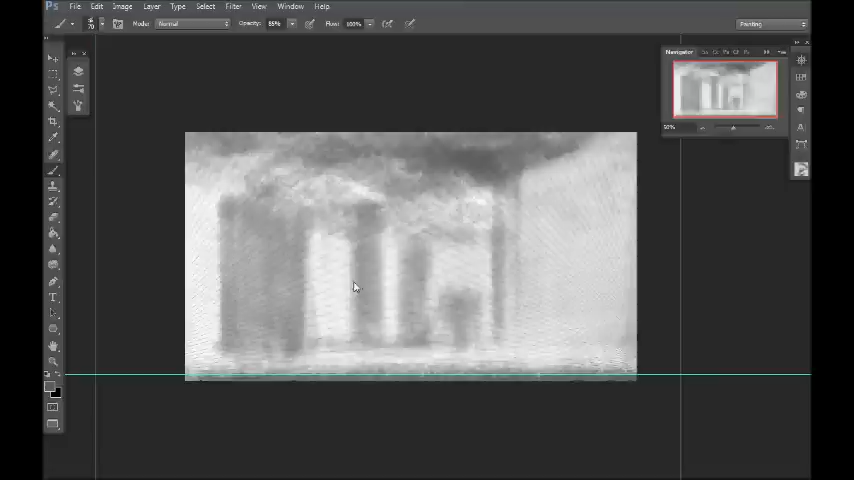 Ps File Edit Image Layer Type Select Filter View Window Help
70 Mode: Normal Opacity: 85% Flow: 100% Painting
Navigator
50%